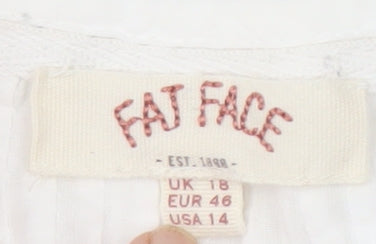 FAT FACE
- EST. 1988 -
UK 18
EUR 46
USA 14